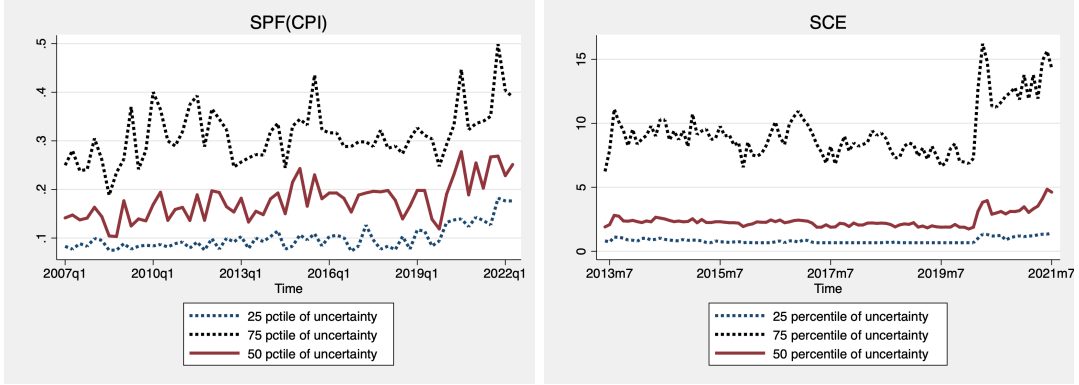 SPF(CPI)
.5
.4
.3
.2
.1
2007q1 2010q1 2013q1 2016q1 2019q1 2022q1
Time
25 pctile of uncertainty
75 pctile of uncertainty
50 pctile of uncertainty
SCE
15
10
5
0
2013m7 2015m7 2017m7 2019m7 2021m7
Time
25 percentile of uncertainty
75 percentile of uncertainty
50 percentile of uncertainty